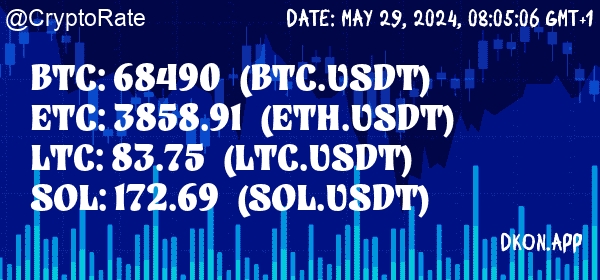 @CryptoRate
DATE: MAY 29, 2024, 08:05:06 GMT+1
BTC: 68490 (BTC.USDT)
ETC: 3858.91 (ETH.USDT)
LTC: 83.75 (LTC.USDT)
SOL: 172.69 (SOL.USDT)
DKON.APP